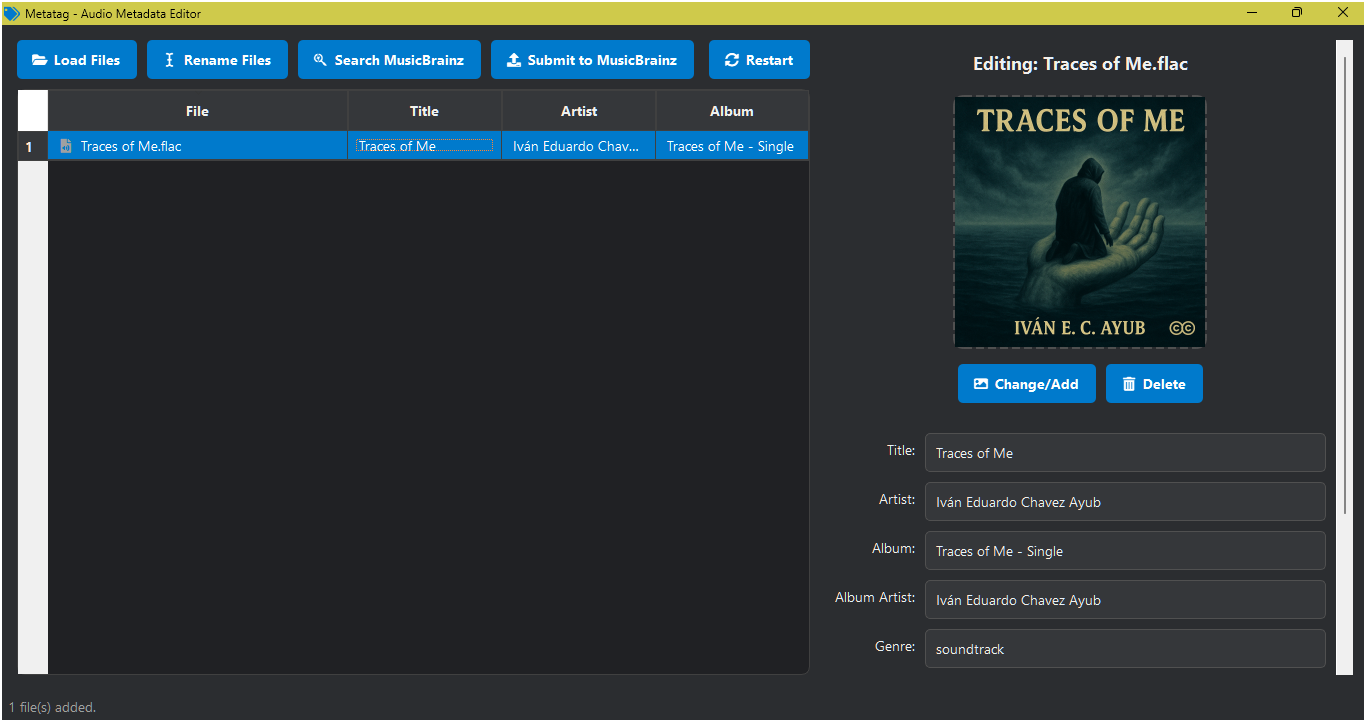 Metatag - Audio Metadata Editor
Load Files Rename Files Search MusicBrainz Submit to MusicBrainz Restart
File Title Artist Album
1 Traces of Me.flac Traces of Me Iván Eduardo Chav... Traces of Me - Single
Editing: Traces of Me.flac
TRACES OF ME
IVÁN E. C. AYUB
Change/Add Delete
Title: Traces of Me
Artist: Iván Eduardo Chavez Ayub
Album: Traces of Me - Single
Album Artist: Iván Eduardo Chavez Ayub
Genre: soundtrack
1 file(s) added.